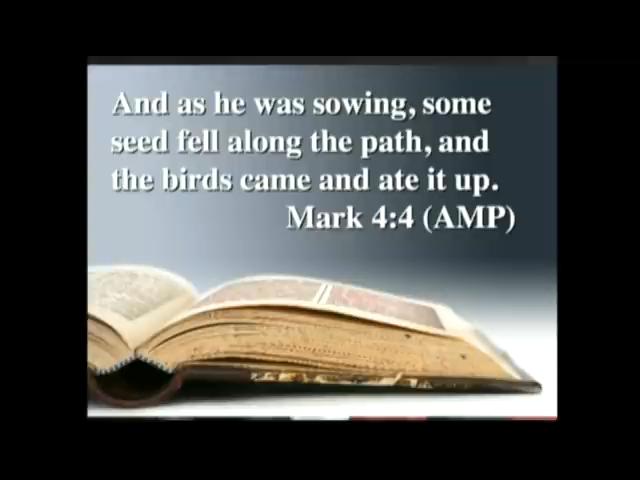 And as he was sowing, some
seed fell along the path, and
the birds came and ate it up.
Mark 4:4 (AMP)